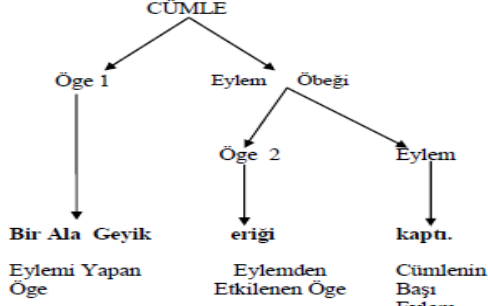 CÜMLE
Öge 1 Eylem Öbeği
Öge 2 Eylem
Bir Ala Geyik eriği kaptı.
Eylemi Yapan Eylemden Cümlenin
Öge Etkilenen Öge Başı
Eylem